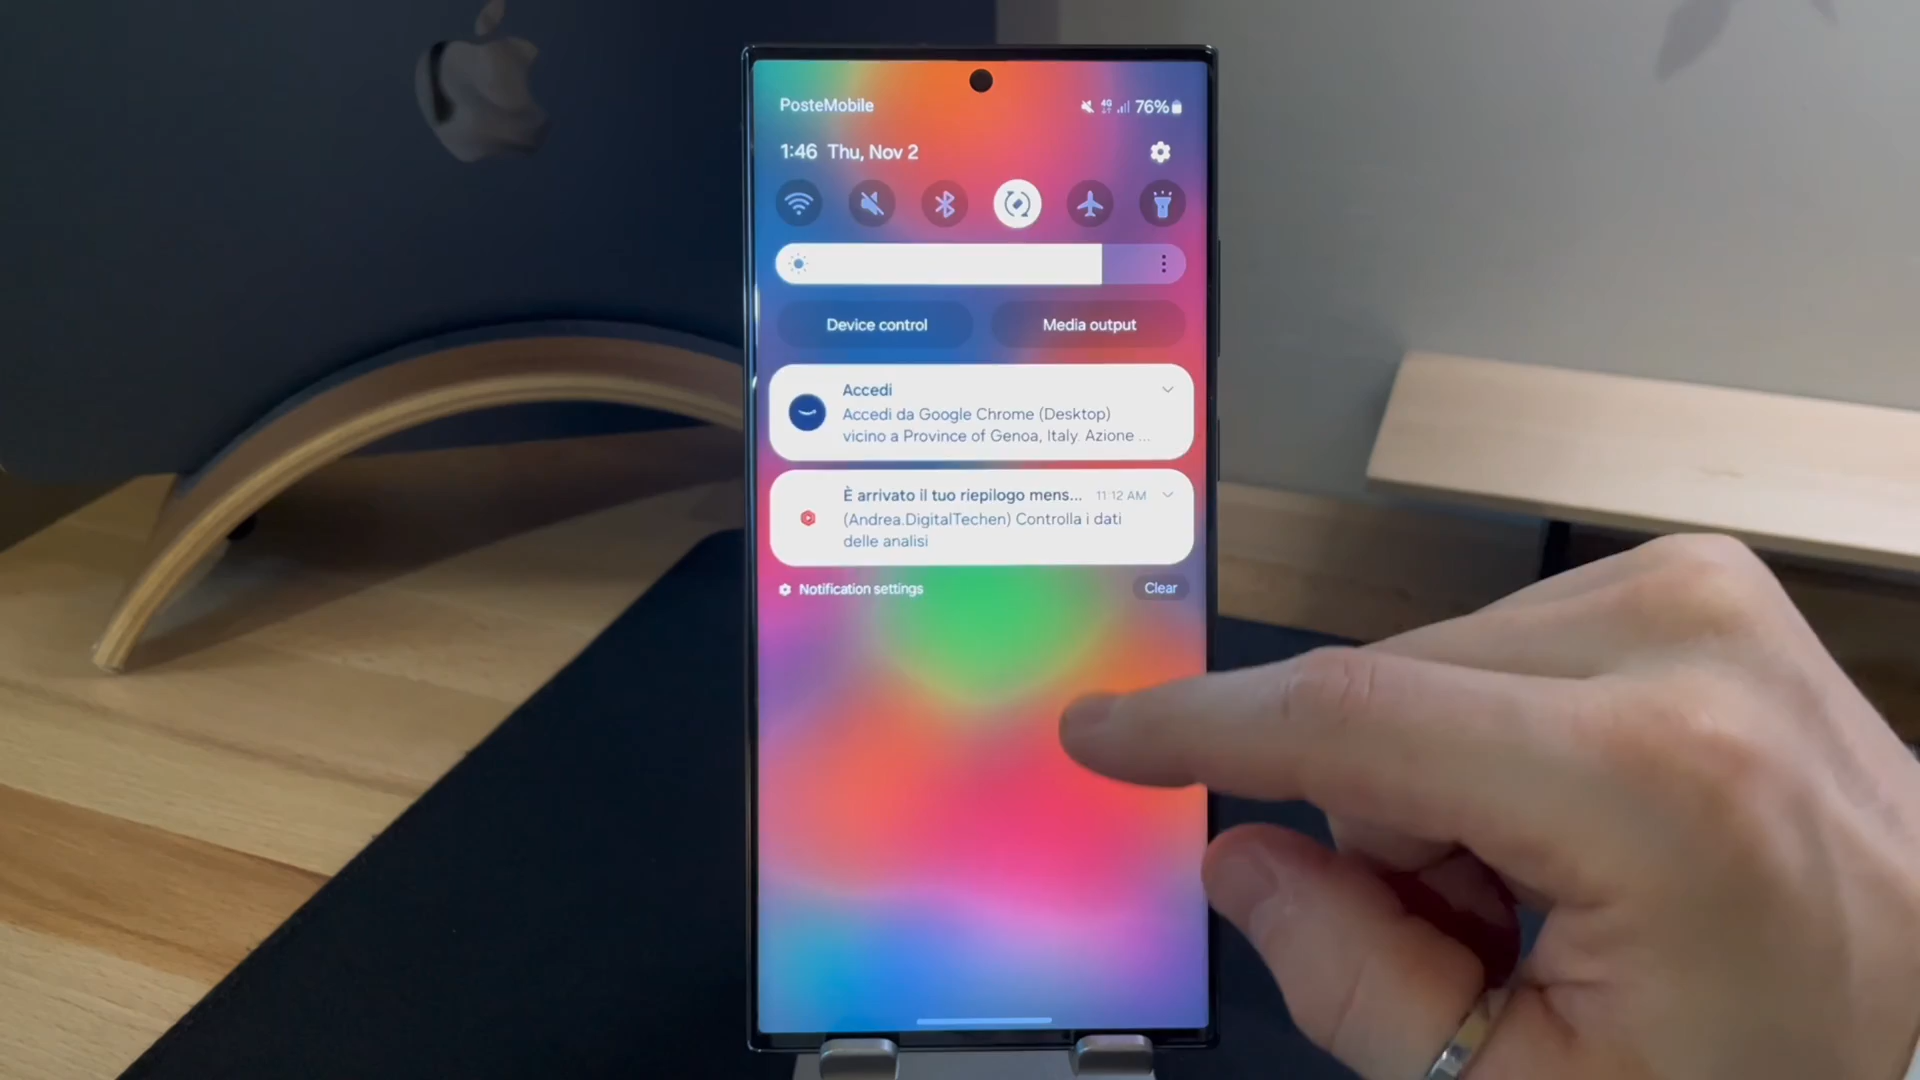 PosteMobile
4G 76%
1:46 Thu, Nov 2
Device control
Media output
Accedi
Accedi da Google Chrome (Desktop)
vicino a Province of Genoa, Italy. Azione ...
È arrivato il tuo riepilogo mens... 11:12 AM
(Andrea.DigitalTechen) Controlla i dati
delle analisi
Notification settings
Clear